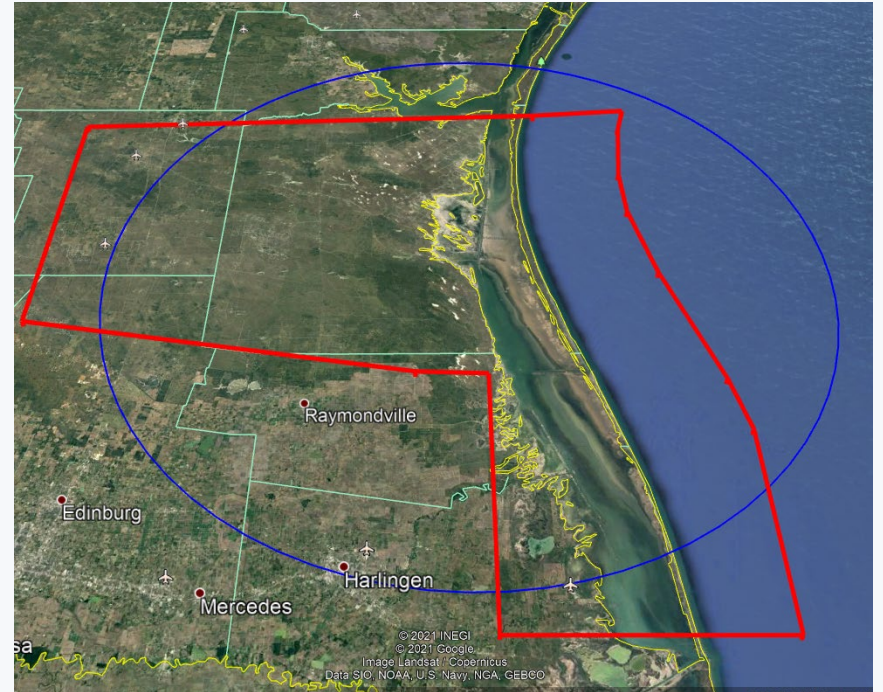 Raymondville
Edinburg
Harlingen
Mercedes
sa
© 2021 INEGI
© 2021 Google
Image Landsat / Copernicus
Data SIO, NOAA, U.S. Navy, NGA, GEBCO